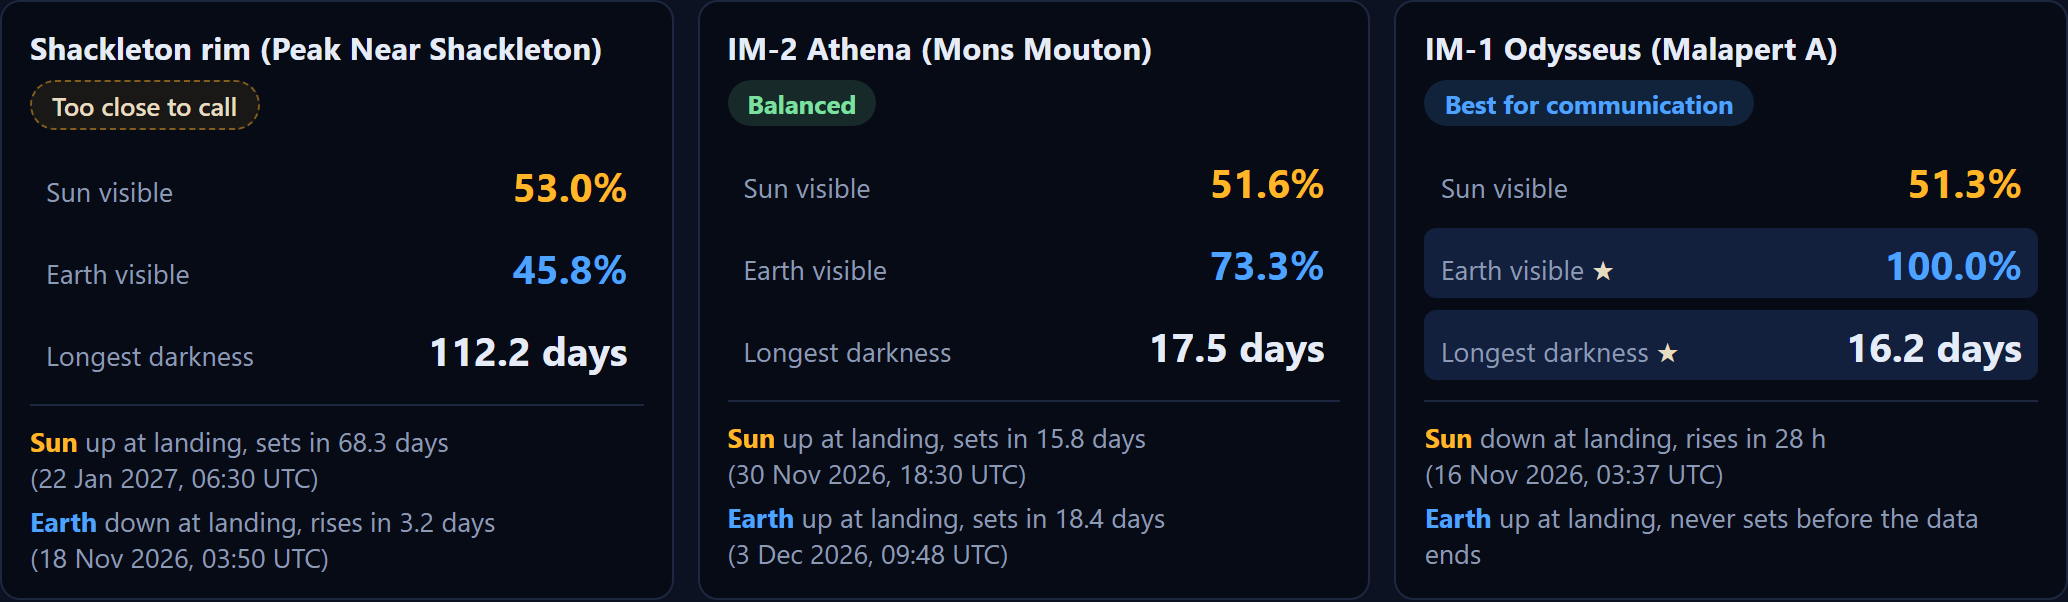 Shackleton rim (Peak Near Shackleton)
Too close to call
Sun visible 53.0%
Earth visible 45.8%
Longest darkness 112.2 days
Sun up at landing, sets in 68.3 days
(22 Jan 2027, 06:30 UTC)
Earth down at landing, rises in 3.2 days
(18 Nov 2026, 03:50 UTC)
IM-2 Athena (Mons Mouton)
Balanced
Sun visible 51.6%
Earth visible 73.3%
Longest darkness 17.5 days
Sun up at landing, sets in 15.8 days
(30 Nov 2026, 18:30 UTC)
Earth up at landing, sets in 18.4 days
(3 Dec 2026, 09:48 UTC)
IM-1 Odysseus (Malapert A)
Best for communication
Sun visible 51.3%
Earth visible ★ 100.0%
Longest darkness ★ 16.2 days
Sun down at landing, rises in 28 h
(16 Nov 2026, 03:37 UTC)
Earth up at landing, never sets before the data
ends